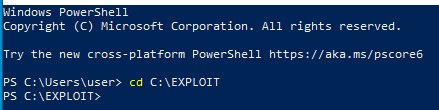 Windows PowerShell
Copyright (C) Microsoft Corporation. All rights reserved.
Try the new cross-platform PowerShell https://aka.ms/pscore6
PS C:\Users\user> cd C:\EXPLOIT
PS C:\EXPLOIT>